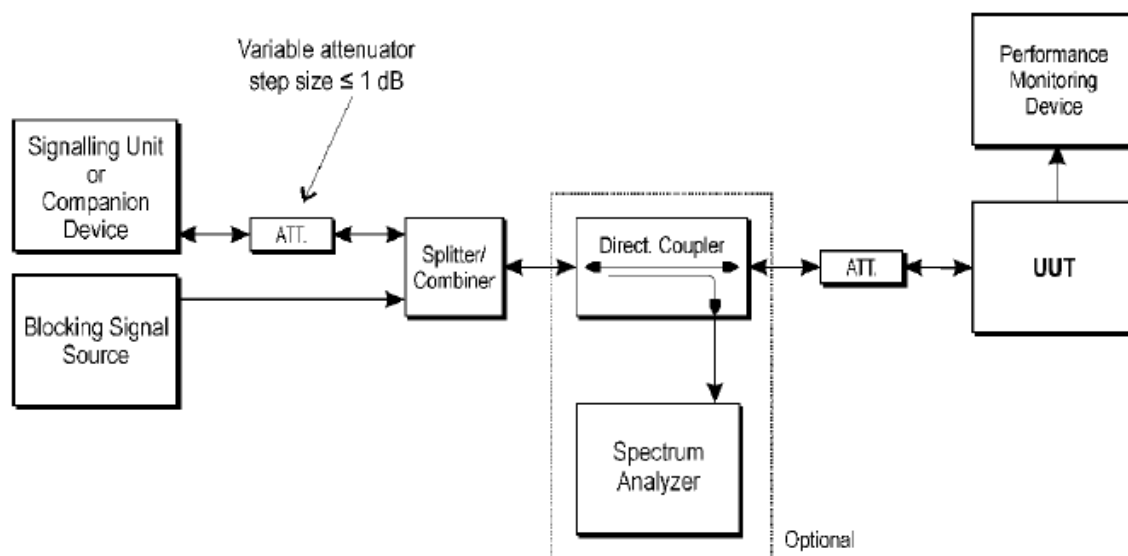 Variable attenuator
step size ≤ 1 dB
Performance
Monitoring
Device
Signalling Unit
or
Companion
Device
ATT.
Splitter/
Combiner
Direct. Coupler
ATT.
UUT
Blocking Signal
Source
Spectrum
Analyzer
Optional